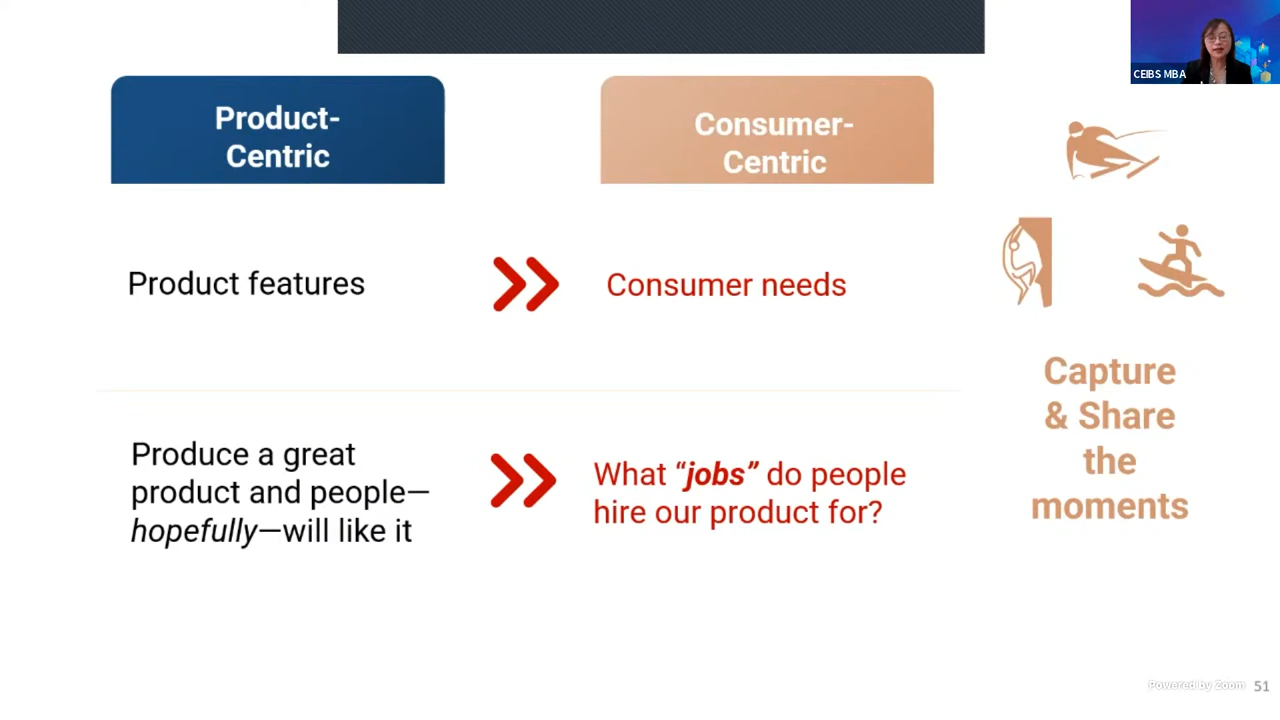 CEIBS MBA
Product-
Centric
Consumer-
Centric
Product features
Consumer needs
Produce a great
product and people—
hopefully—will like it
What “jobs” do people
hire our product for?
Capture
& Share
the
moments
Powered by Zoom
51